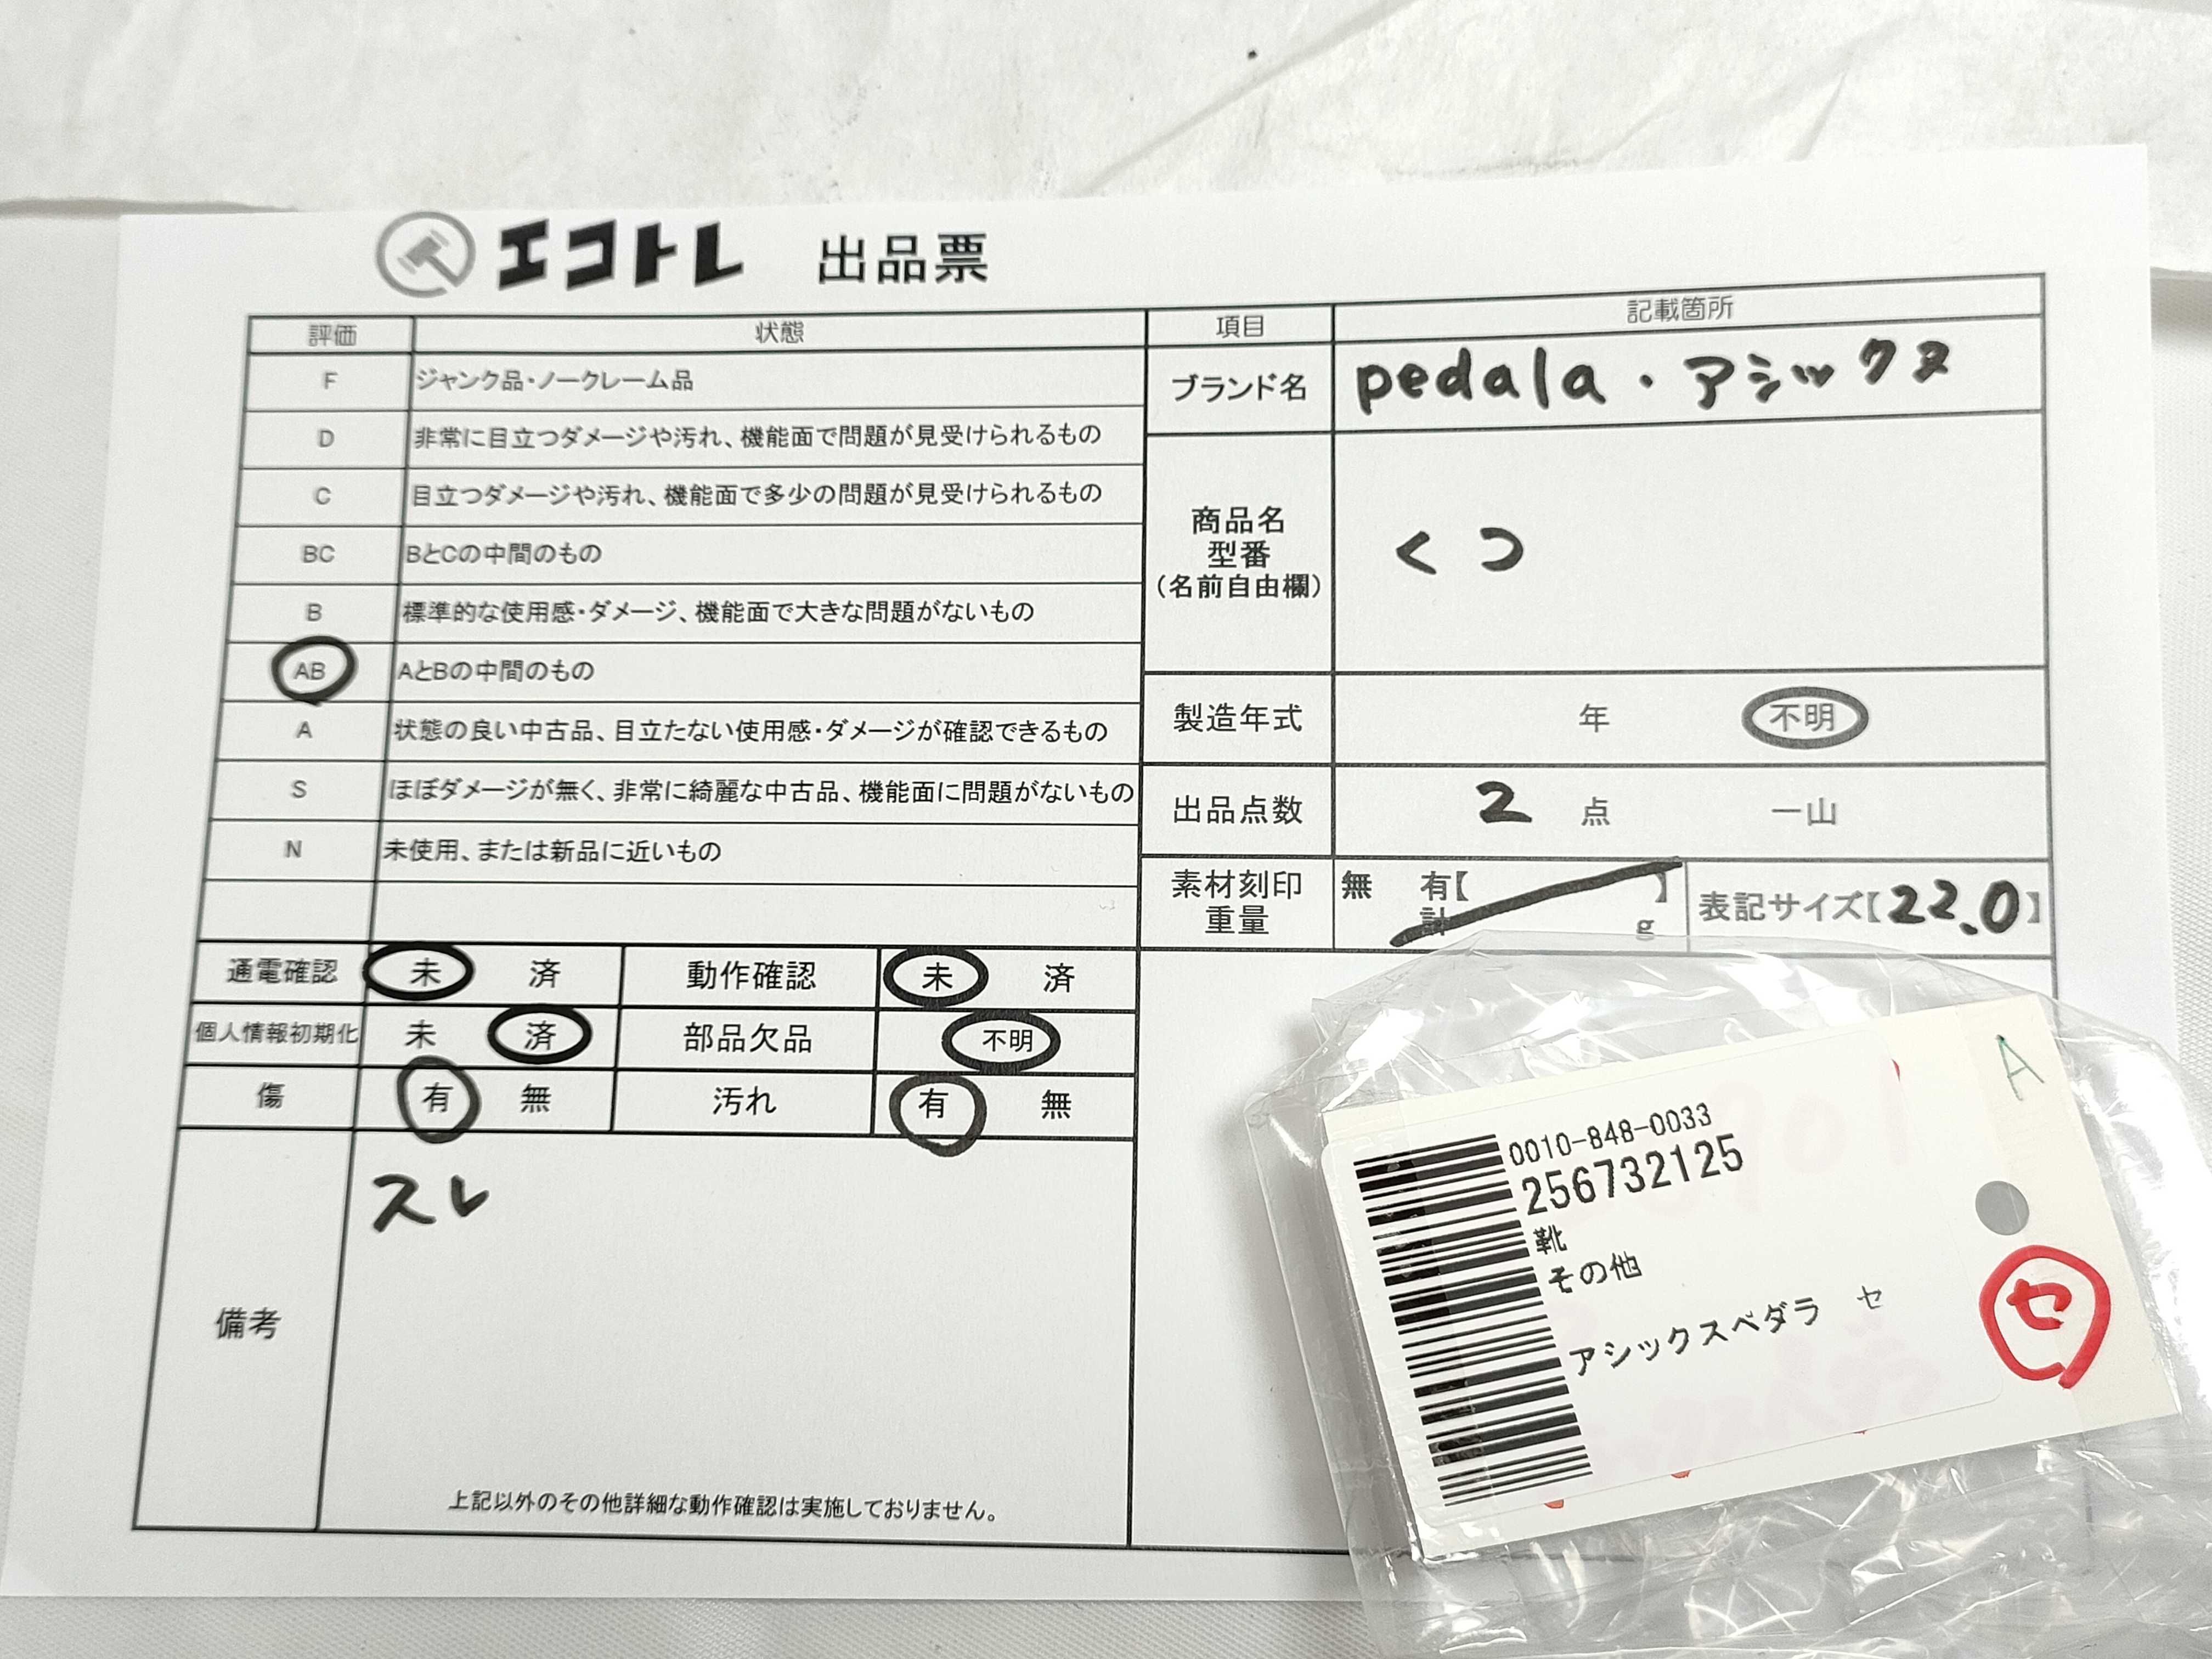 エコトレ 出品票
評価 状態
F ジャンク品・ノークレーム品
D 非常に目立つダメージや汚れ、機能面で問題が見受けられるもの
C 目立つダメージや汚れ、機能面で多少の問題が見受けられるもの
BC BとCの中間のもの
B 標準的な使用感・ダメージ、機能面で大きな問題がないもの
AB AとBの中間のもの
A 状態の良い中古品、目立たない使用感・ダメージが確認できるもの
S ほぼダメージが無く、非常に綺麗な中古品、機能面に問題がないもの
N 未使用、または新品に近いもの
通電確認 未 済 動作確認 未 済
個人情報初期化 未 済 部品欠品 不明
傷 有 無 汚れ 有 無
備考
スレ
上記以外のその他詳細な動作確認は実施しておりません。
項目 記載箇所
ブランド名 pedala・アシックス
商品名
型番
(名前自由欄)
くつ
製造年式 年 不明
出品点数 2 点 一山
素材刻印
重量
無 有【 】
計 g
表記サイズ【22.0】
A
0010-848-0033
256732125
靴
その他
アシックスペダラ セ
セ